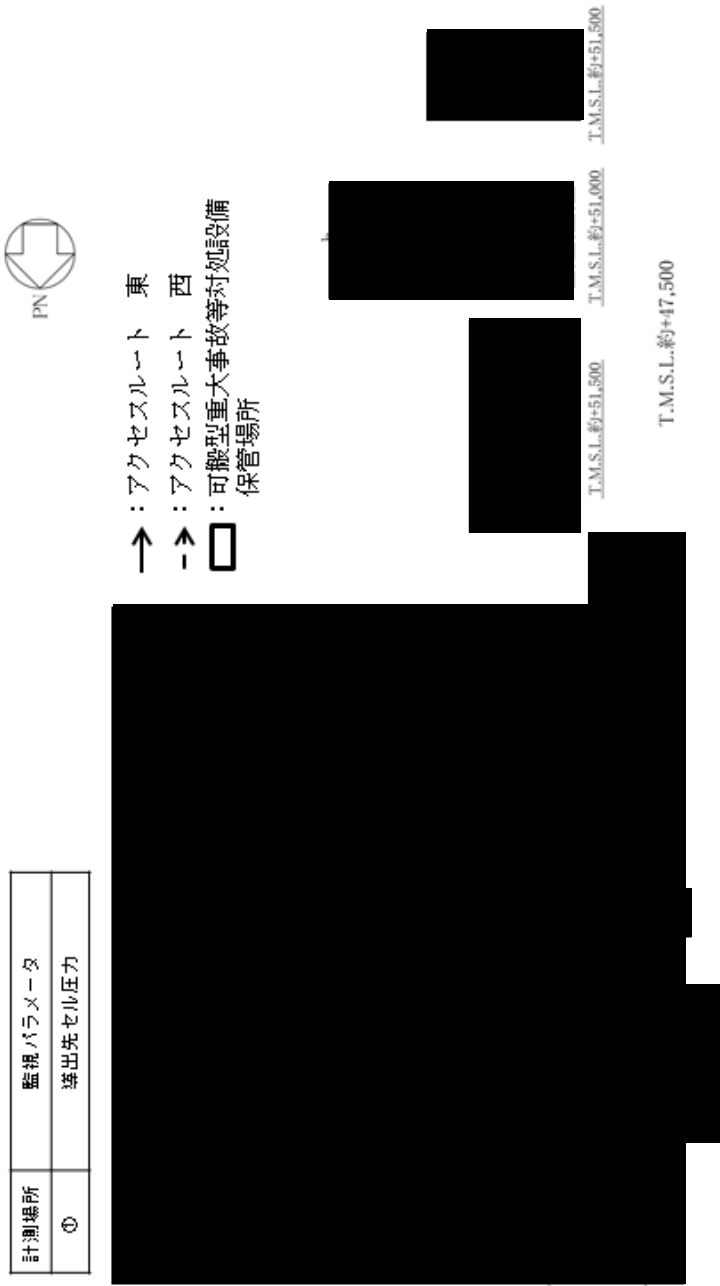 計測場所 監視パラメータ
① 導出先セル圧力
PN
：アクセスルート 東
：アクセスルート 西
：可搬型重大事故等対処設備
保管場所
T.M.S.L.約+51,500
T.M.S.L.約+51,000
T.M.S.L.約+51,500
T.M.S.L.約+47,500